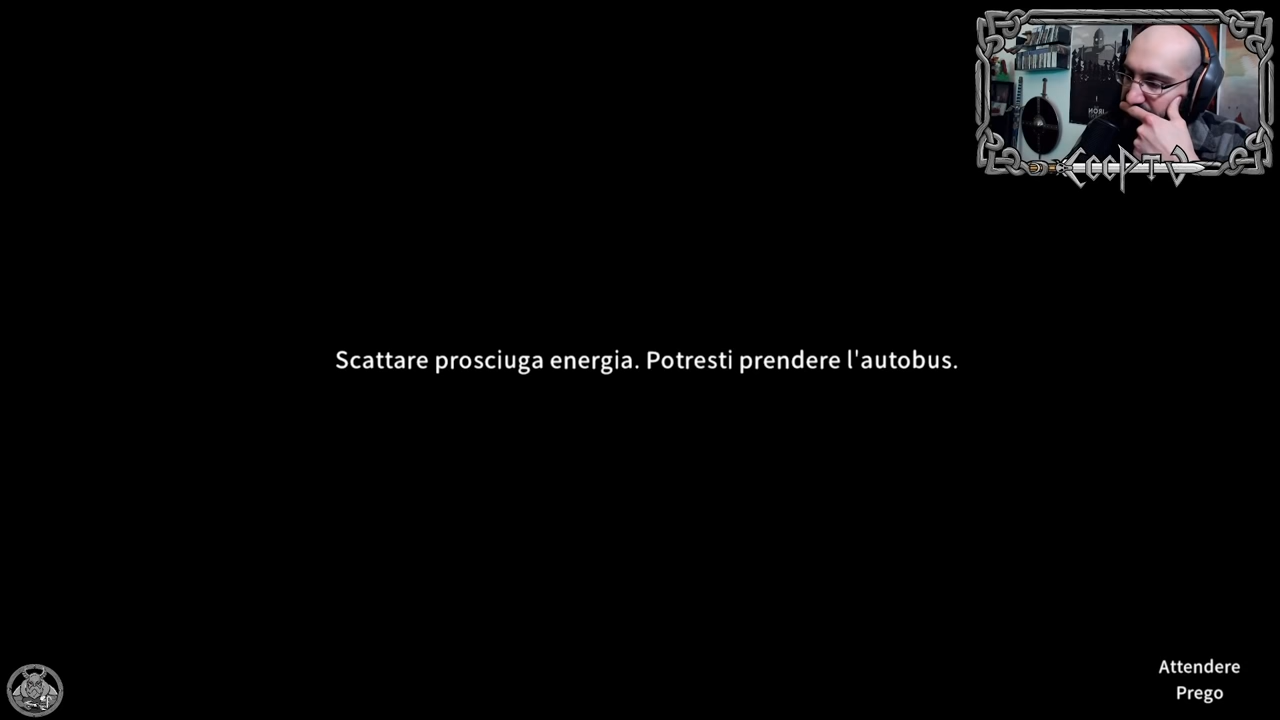 Scattare prosciuga energia. Potresti prendere l'autobus.
Attendere
Prego